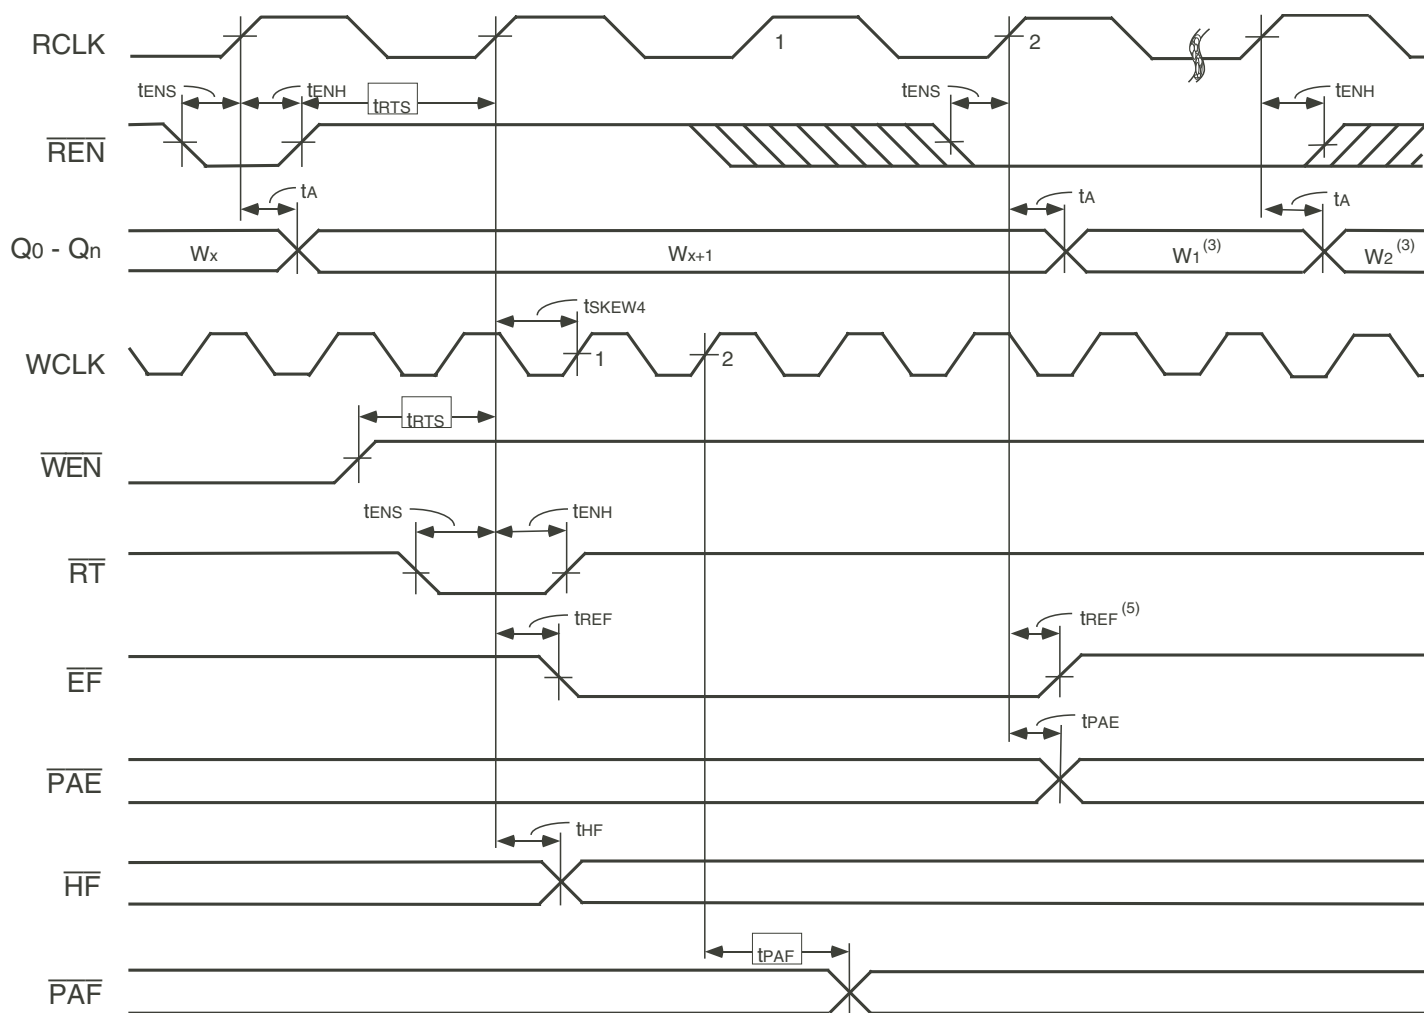 RCLK 1 2
tENS tENH tRTS tENS tENH
REN
tA tA tA
Q0 - Qn Wx Wx+1 W1(3) W2(3)
tSKEW4
WCLK 1 2
tRTS
WEN
tENS tENH
RT
tREF tREF(5)
EF
tPAE
PAE
tHF
HF
tPAF
PAF